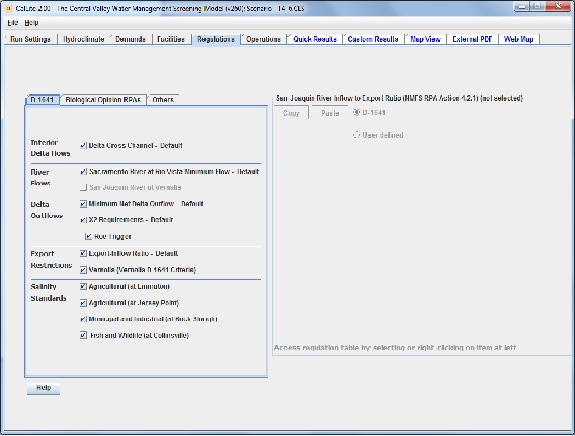 CalLite 2.00 - The Central Valley Water Management Screening Model (v260); Scenario - T4_6.CLS
File Help
Run Settings Hydroclimate Demands Facilities Regulations Operations Quick Results Custom Results Map View External PDF Web Map
D-1641 Biological Opinion RPAs Others
San Joaquin River Inflow to Export Ratio (NMFS RPA Action 4.2.1) (not selected)
Copy Paste D-1641
User defined
Interior
Delta Flows
Delta Cross Channel - Default
River
Flows
Sacramento River at Rio Vista Minimum Flow - Default
San Joaquin River at Vernalis
Delta
Outflows
Minimum Net Delta Outflow - Default
X2 Requirements - Default
Roe Trigger
Export
Restrictions
Export-Inflow Ratio - Default
Vernalis (Vernalis D-1641 Criteria)
Salinity
Standards
Agricultural (at Emmaton)
Agricultural (at Jersey Point)
Municipal and Industrial (at Rock Slough)
Fish and Wildlife (at Collinsville)
Access regulation table by selecting or right-clicking on item at left
Help